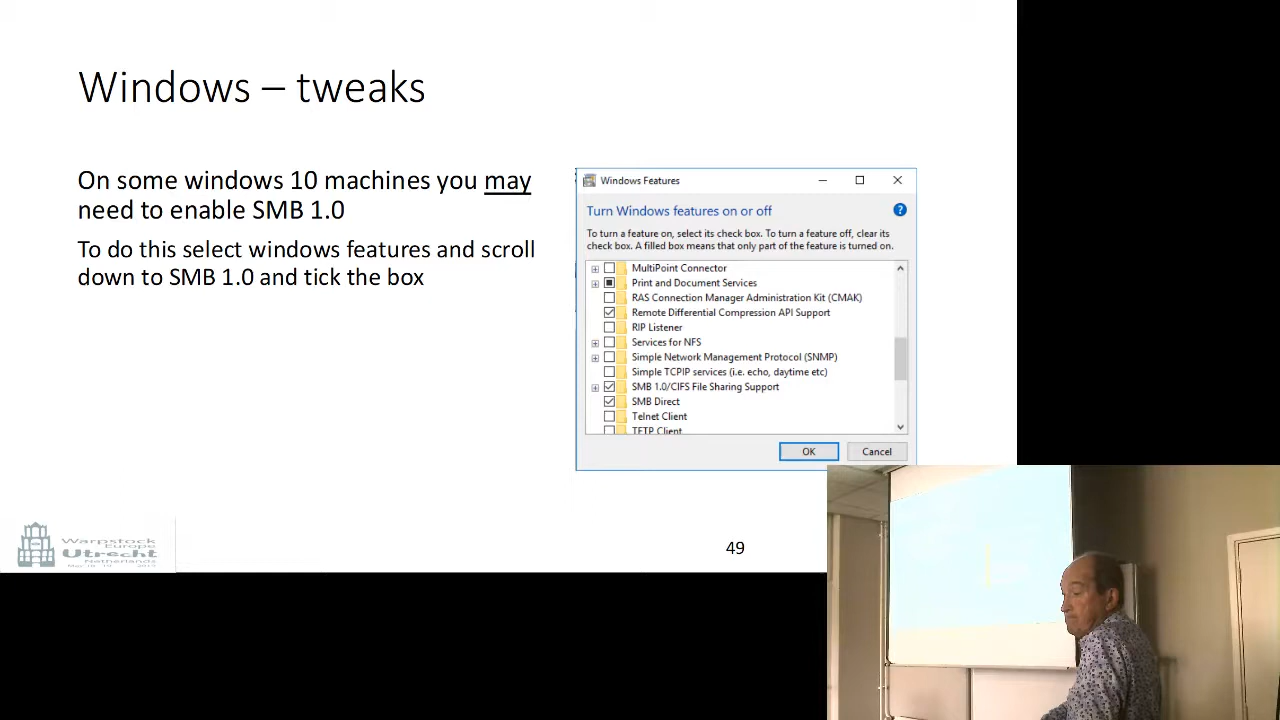 Windows – tweaks
On some windows 10 machines you may
need to enable SMB 1.0
To do this select windows features and scroll
down to SMB 1.0 and tick the box
Windows Features
Turn Windows features on or off
To turn a feature on, select its check box. To turn a feature off, clear its
check box. A filled box means that only part of the feature is turned on.
MultiPoint Connector
Print and Document Services
RAS Connection Manager Administration Kit (CMAK)
Remote Differential Compression API Support
RIP Listener
Services for NFS
Simple Network Management Protocol (SNMP)
Simple TCPIP services (i.e. echo, daytime etc)
SMB 1.0/CIFS File Sharing Support
SMB Direct
Telnet Client
TFTP Client
OK
Cancel
Warpstock
Europe
Utrecht
Netherlands
49